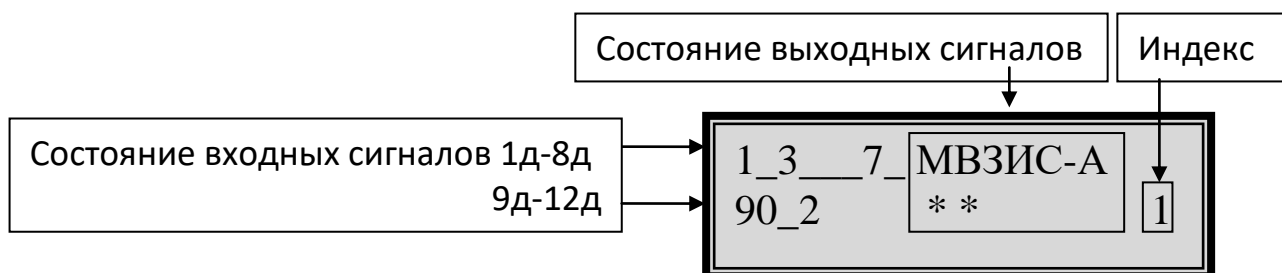 Состояние выходных сигналов
Индекс
Состояние входных сигналов 1д-8д
9д-12д
1_3___7_ МВЗИС-А
90_2 * * 1